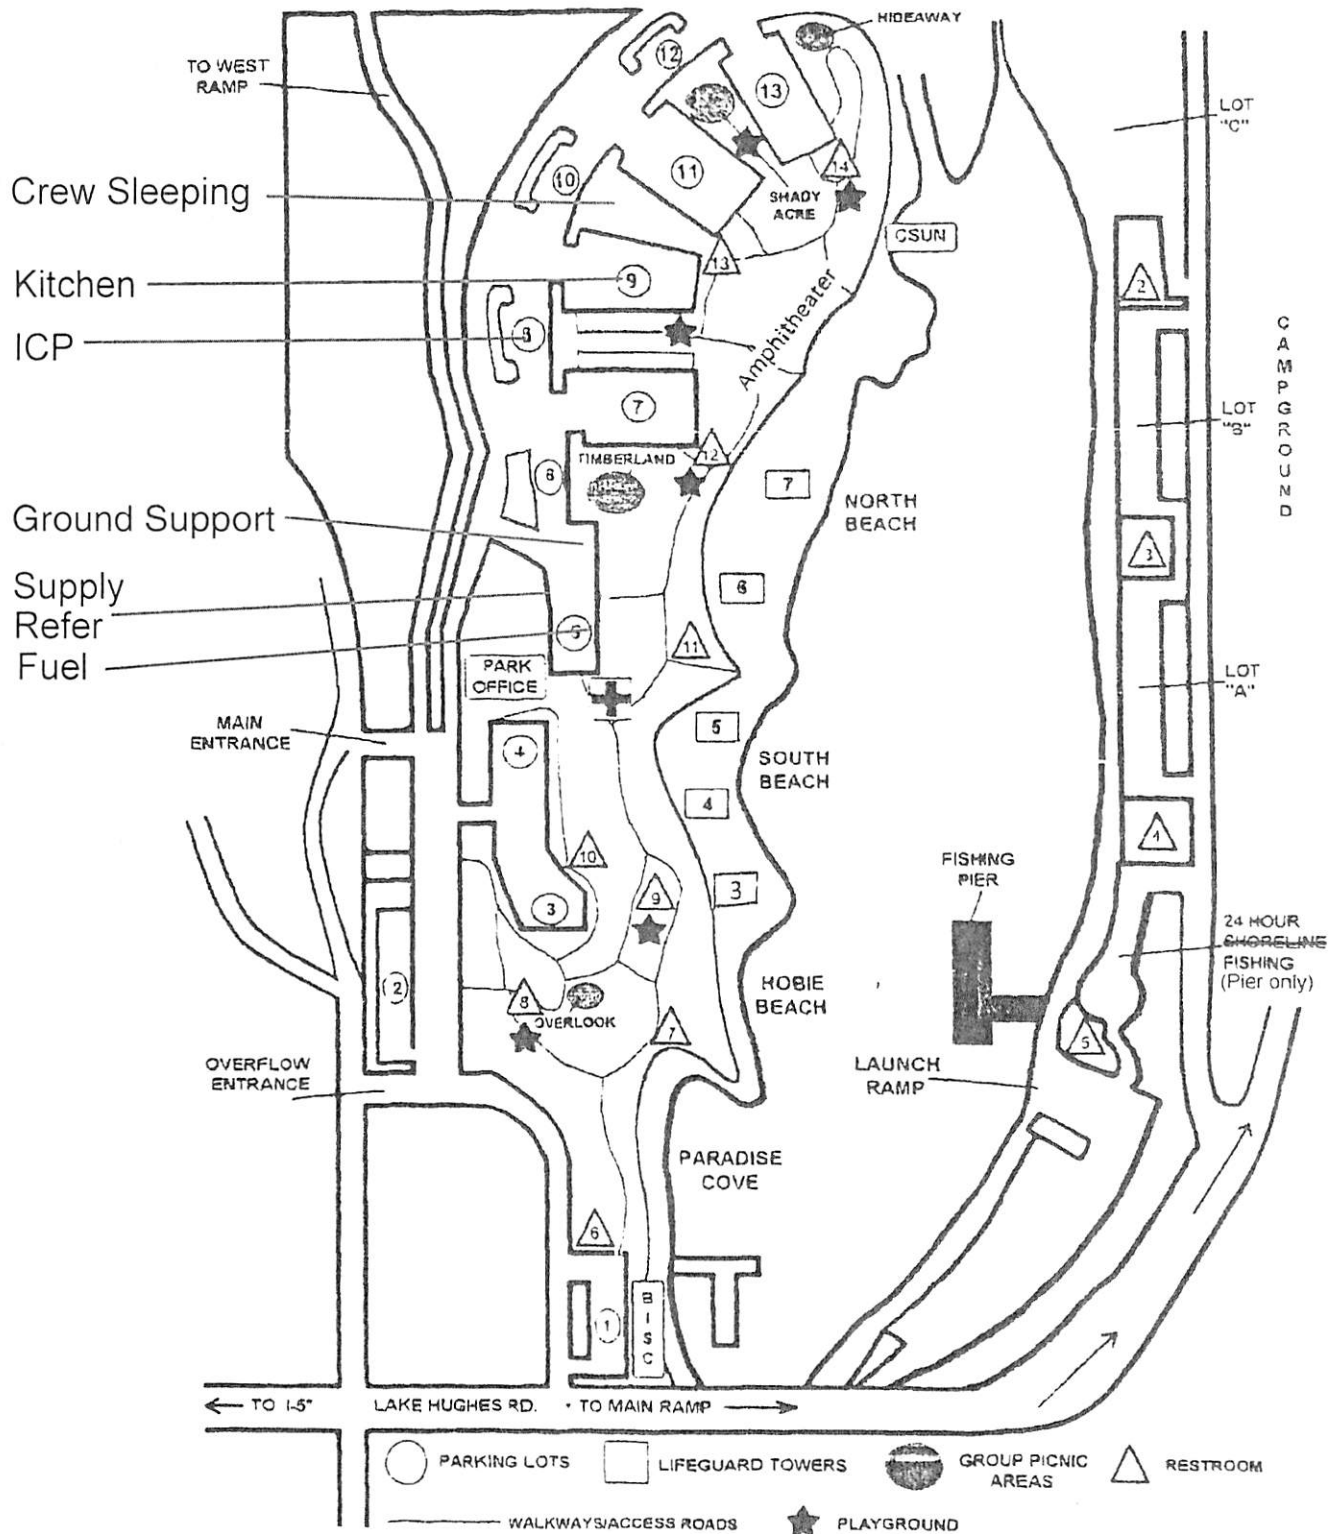 HIDEAWAY
TO WEST
RAMP
12
13
LOT
"C"
10
11
14
Crew Sleeping
SHADY
ACRE
CSUN
13
Kitchen
9
2
ICP
8
Amphitheater
CAMPGROUND
7
LOT
"B"
12
TIMBERLAND
6
7
NORTH
BEACH
Ground Support
3
Supply
Refer
Fuel
6
5
11
PARK
OFFICE
LOT
"A"
MAIN
ENTRANCE
4
5
SOUTH
BEACH
4
1
10
FISHING
PIER
9
3
3
24 HOUR
SHORELINE
FISHING
(Pier only)
2
8
OVERLOOK
HOBIE
BEACH
7
5
OVERFLOW
ENTRANCE
LAUNCH
RAMP
PARADISE
COVE
6
1
BISC
TO I-5"
LAKE HUGHES RD.
TO MAIN RAMP
PARKING LOTS
LIFEGUARD TOWERS
GROUP PICNIC
AREAS
RESTROOM
WALKWAYS/ACCESS ROADS
PLAYGROUND